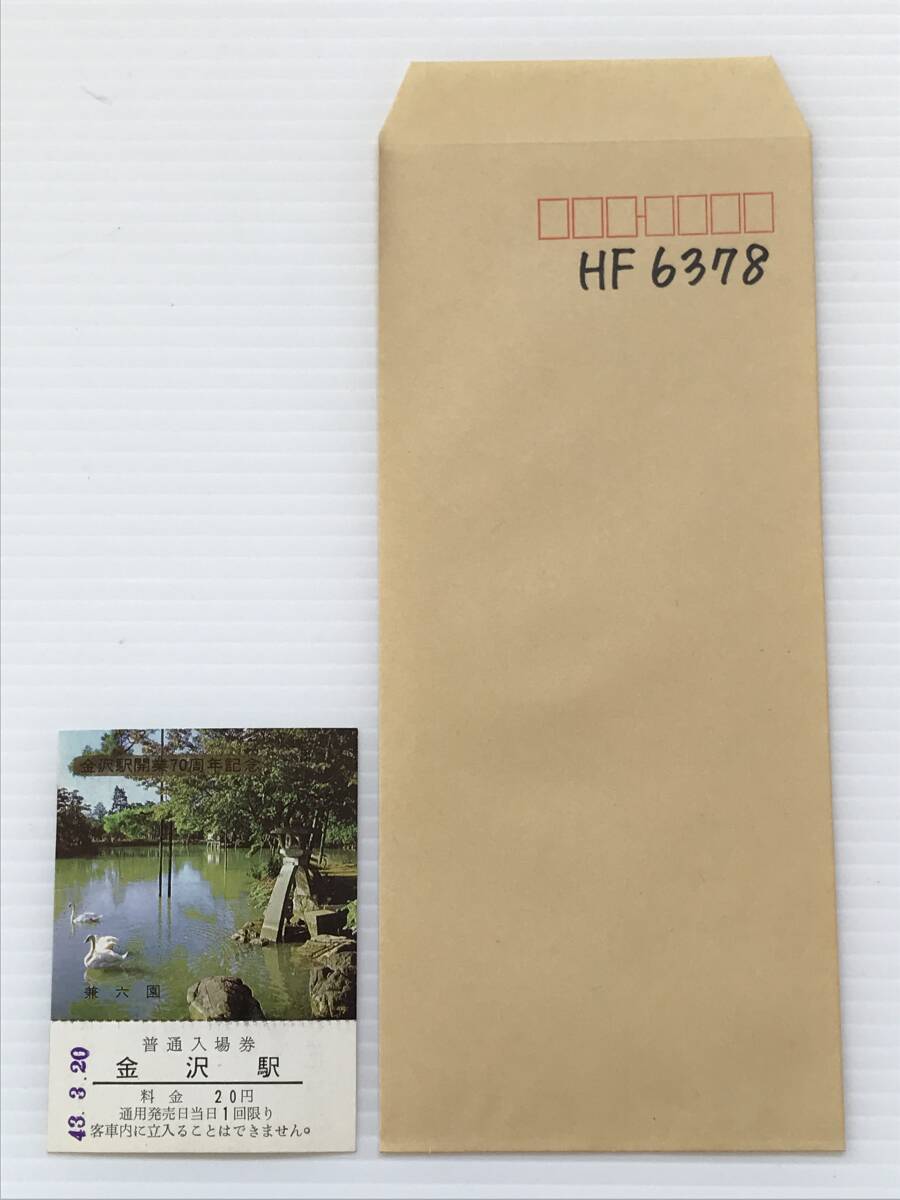 HF 6378
金沢駅開業70周年記念
兼六園
普通入場券
金沢駅
料金 20円
通用発売日当日1回限り
客車内に立入ることはできません。
43. 3. 20